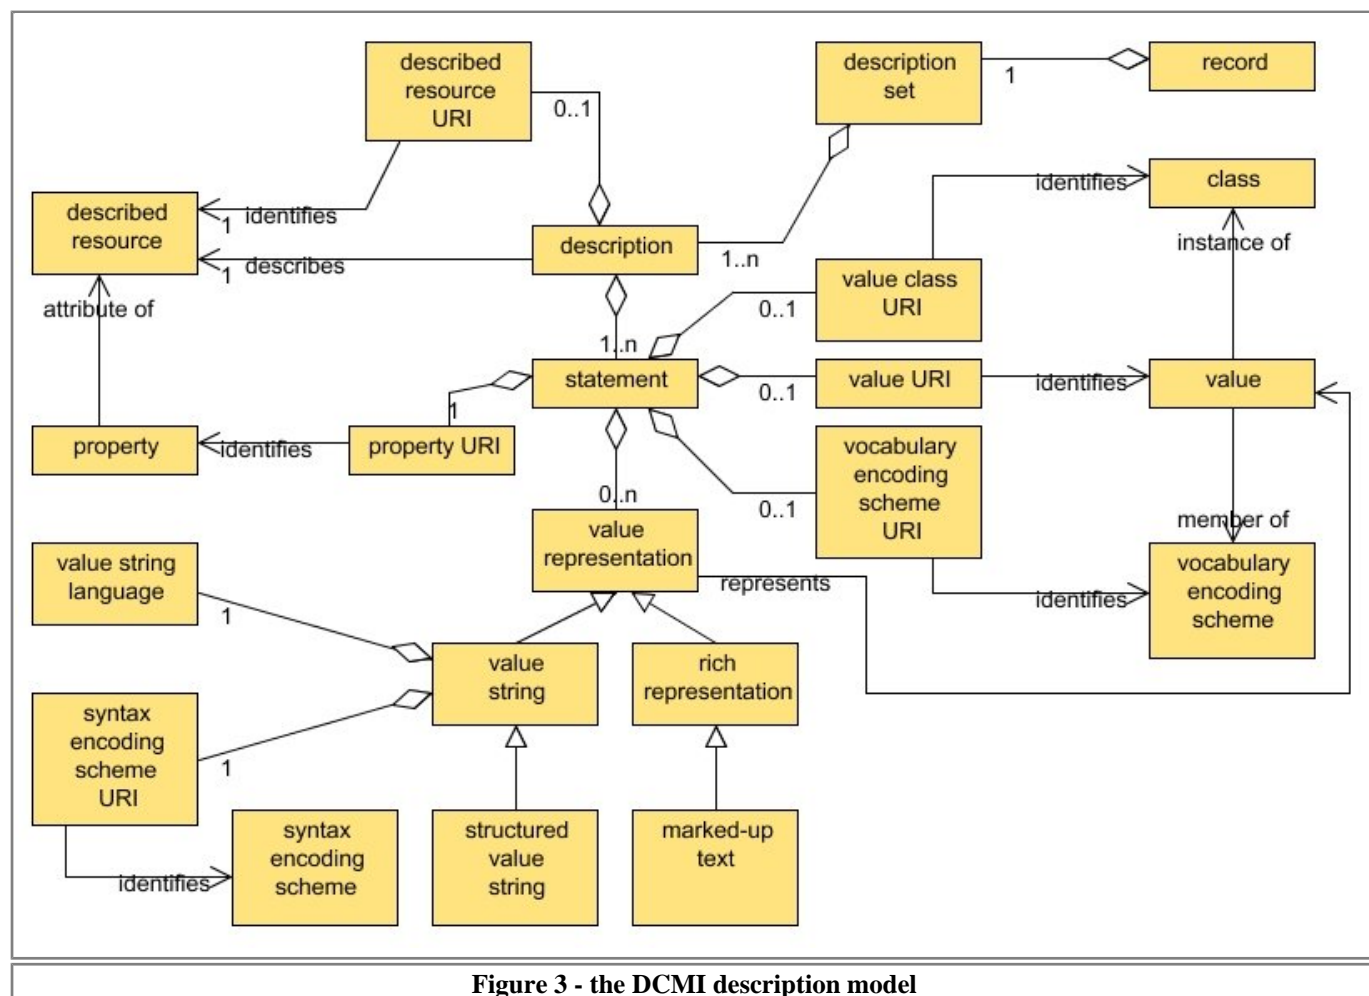 described
resource
URI
description
set
record
1
0..1
class
identifies
described
resource
identifies
1
instance of
description
1..n
describes
1
value class
URI
0..1
attribute of
1..n
statement
value URI
identifies
value
0..1
1
property
identifies
property URI
vocabulary
encoding
scheme
URI
0..1
0..n
value
representation
member of
vocabulary
encoding
scheme
value string
language
represents
identifies
1
value
string
rich
representation
syntax
encoding
scheme
URI
1
syntax
encoding
scheme
structured
value
string
marked-up
text
identifies
Figure 3 - the DCMI description model